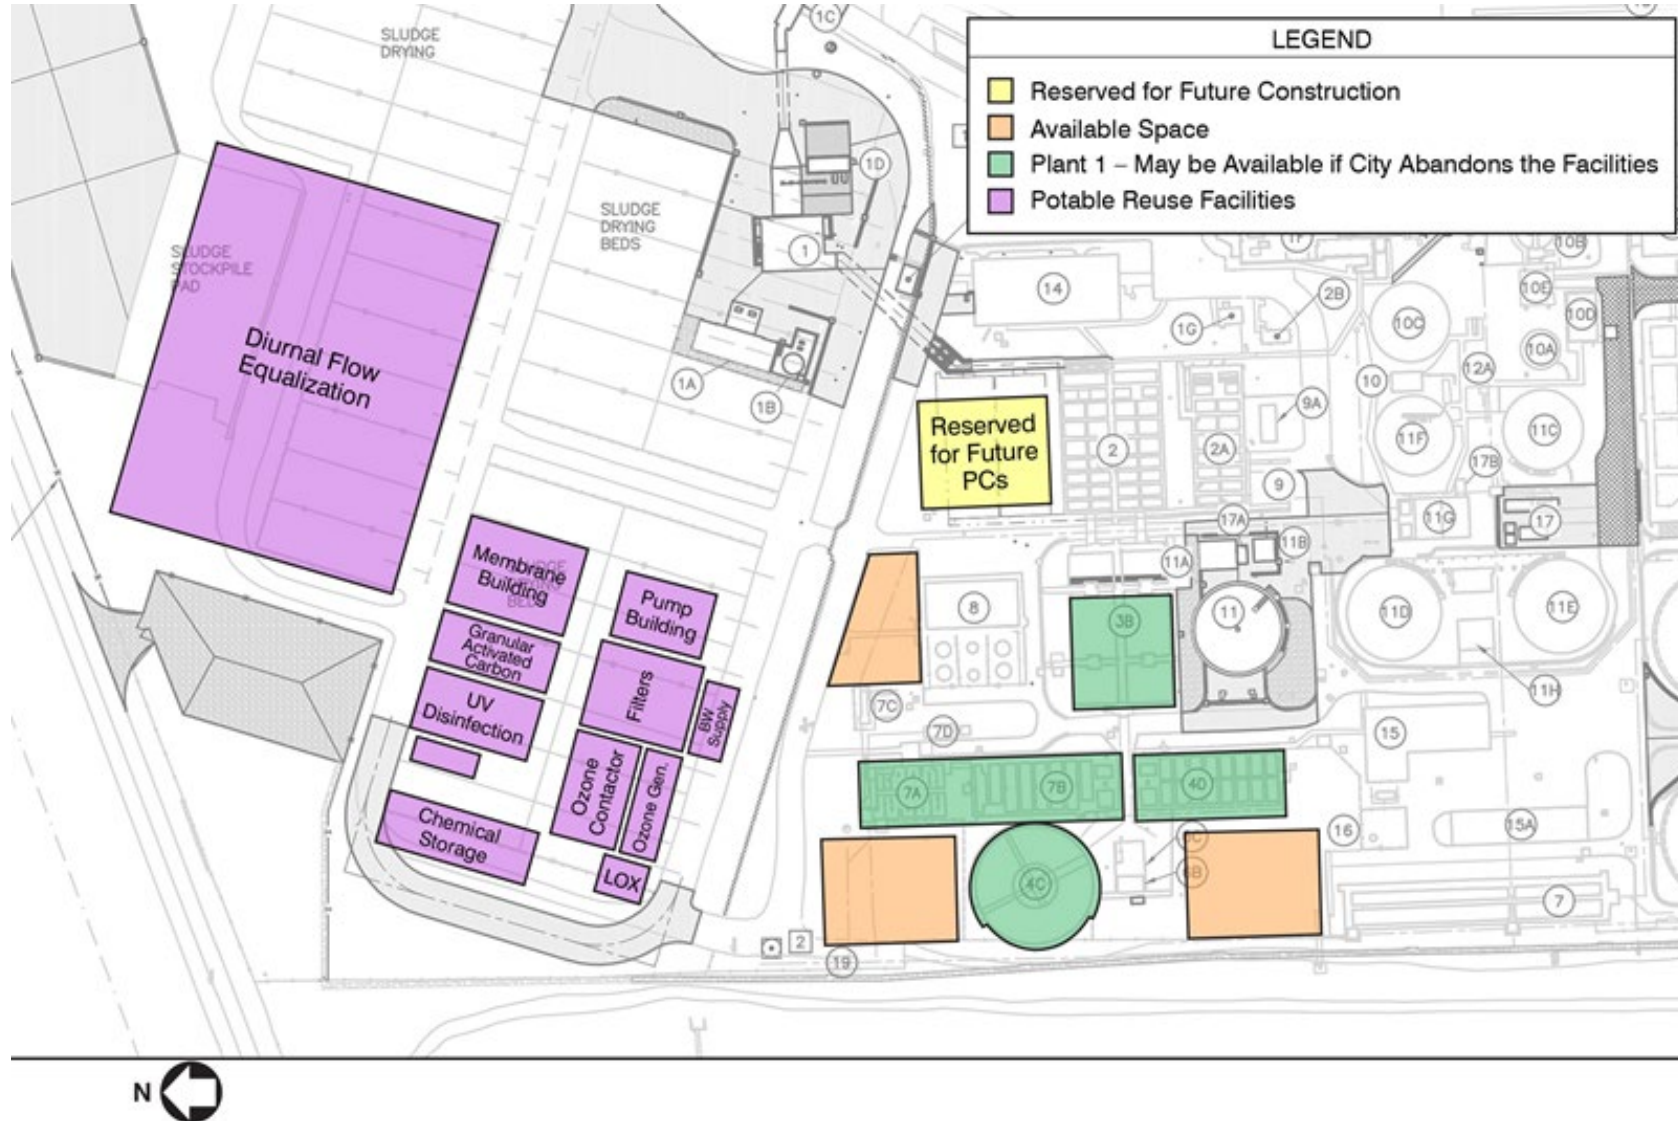 SLUDGE
DRYING
1C
LEGEND
Reserved for Future Construction
Available Space
Plant 1 – May be Available if City Abandons the Facilities
Potable Reuse Facilities
1D
SLUDGE
DRYING
BEDS
1
SLUDGE
STOCKPILE
PAD
1F
10B
14
2B
10E
10D
1G
10C
10A
Diurnal Flow
Equalization
1A
1B
10
12A
9A
Reserved
for Future
PCs
2
2A
11F
11C
17B
9
17A
11G
17
11B
11A
Membrane
Building
Pump
Building
8
3B
11
11D
11E
Granular
Activated
Carbon
Filters
BW
Supply
7C
7D
11H
UV
Disinfection
15
Ozone
Contactor
Ozone Gen.
7A
7B
4D
Chemical
Storage
16
15A
LOX
4C
6B
7
2
19
N